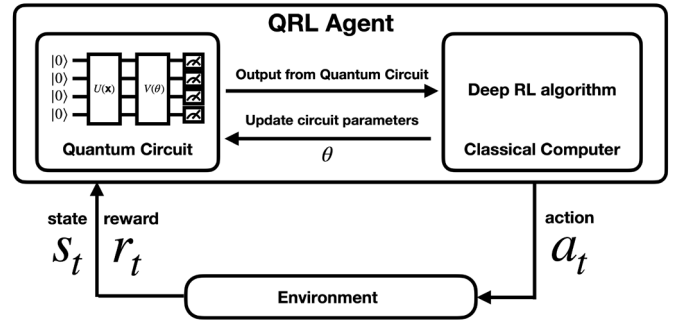 QRL Agent
|0⟩
|0⟩
|0⟩
|0⟩
U(x)
V(θ)
Quantum Circuit
Output from Quantum Circuit
Update circuit parameters
θ
Deep RL algorithm
Classical Computer
state
s_t
reward
r_t
action
a_t
Environment